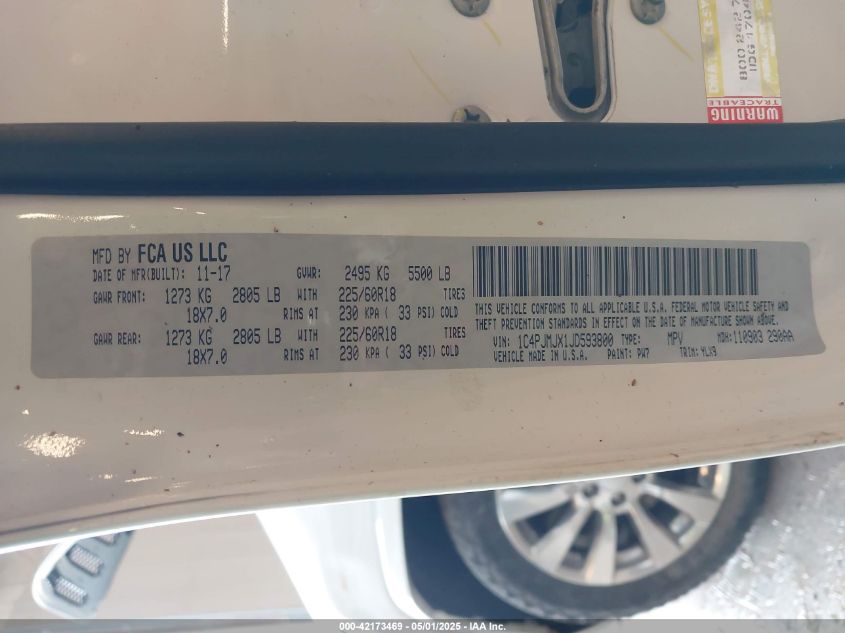 WARNING
TRACEABLE
MFD BY FCA US LLC
DATE OF MFR(BUILT): 11-17 GVWR: 2495 KG 5500 LB
GAWR FRONT: 1273 KG 2805 LB WITH 225/60R18 TIRES
18X7.0 RIMS AT 230 KPA ( 33 PSI) COLD
GAWR REAR: 1273 KG 2805 LB WITH 225/60R18 TIRES
18X7.0 RIMS AT 230 KPA ( 33 PSI) COLD
THIS VEHICLE CONFORMS TO ALL APPLICABLE U.S.A. FEDERAL MOTOR VEHICLE SAFETY AND
THEFT PREVENTION STANDARDS IN EFFECT ON THE DATE OF MANUFACTURE SHOWN ABOVE.
VIN: 1C4PJMJX1JD593800 TYPE: MPV MDH:110903 290AA
VEHICLE MADE IN U.S.A. PAINT: PW7 TRIM: YLX9
000-42173469 - 05/01/2025 - IAA Inc.